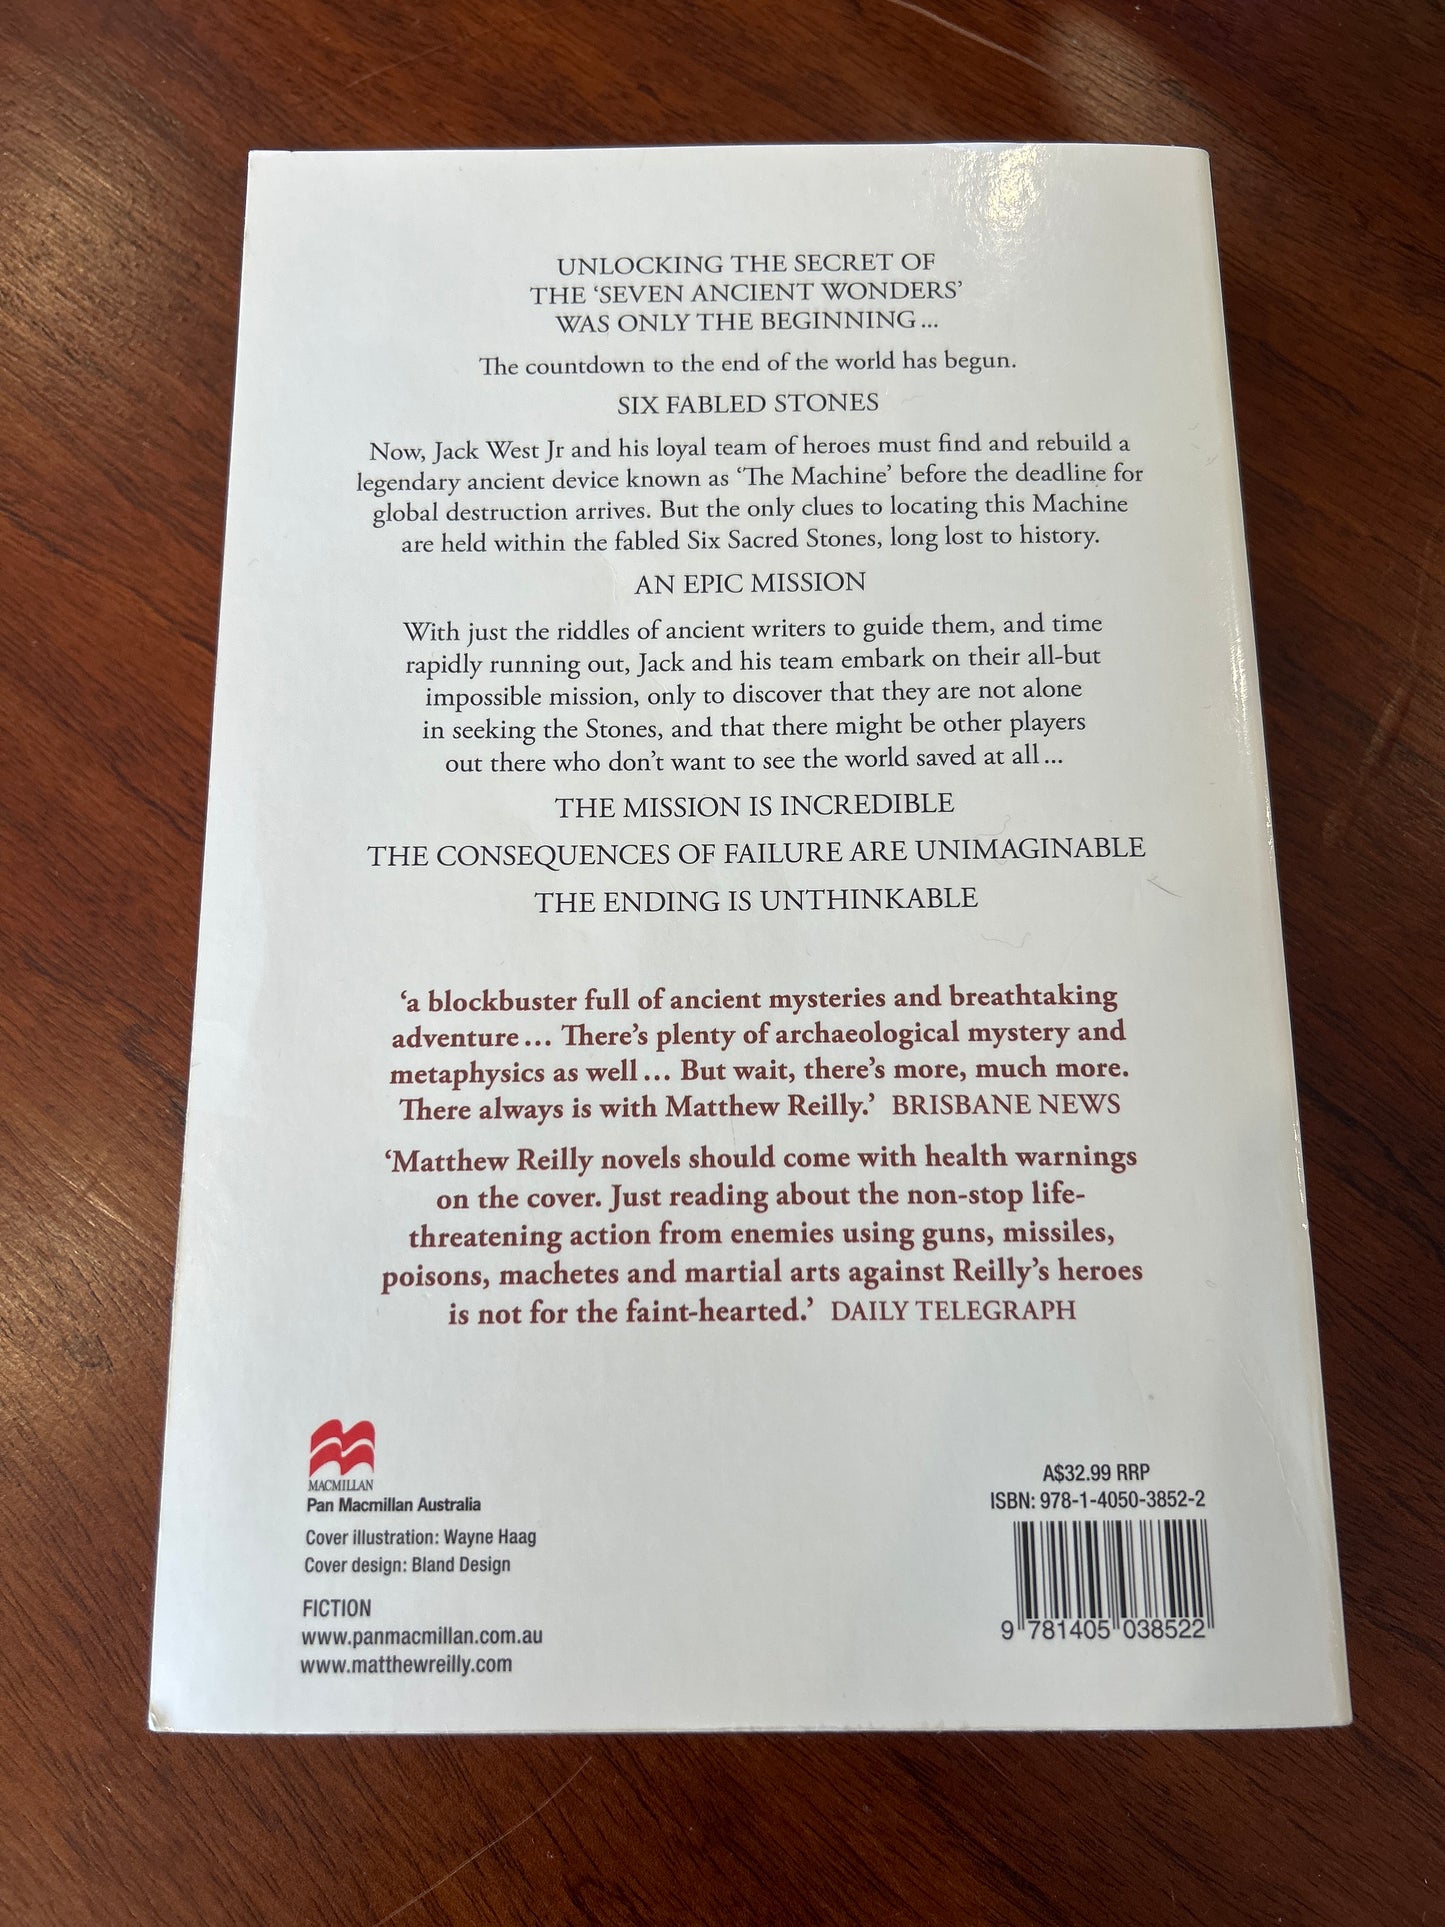 UNLOCKING THE SECRET OF
THE ‘SEVEN ANCIENT WONDERS’
WAS ONLY THE BEGINNING...
The countdown to the end of the world has begun.
SIX FABLED STONES
Now, Jack West Jr and his loyal team of heroes must find and rebuild a
legendary ancient device known as ‘The Machine’ before the deadline for
global destruction arrives. But the only clues to locating this Machine
are held within the fabled Six Sacred Stones, long lost to history.
AN EPIC MISSION
With just the riddles of ancient writers to guide them, and time
rapidly running out, Jack and his team embark on their all-but
impossible mission, only to discover that they are not alone
in seeking the Stones, and that there might be other players
out there who don’t want to see the world saved at all...
THE MISSION IS INCREDIBLE
THE CONSEQUENCES OF FAILURE ARE UNIMAGINABLE
THE ENDING IS UNTHINKABLE
‘a blockbuster full of ancient mysteries and breathtaking
adventure... There’s plenty of archaeological mystery and
metaphysics as well... But wait, there’s more, much more.
There always is with Matthew Reilly.’ BRISBANE NEWS
‘Matthew Reilly novels should come with health warnings
on the cover. Just reading about the non-stop life-
threatening action from enemies using guns, missiles,
poisons, machetes and martial arts against Reilly’s heroes
is not for the faint-hearted.’ DAILY TELEGRAPH
MACMILLAN
Pan Macmillan Australia
Cover illustration: Wayne Haag
Cover design: Bland Design
FICTION
www.panmacmillan.com.au
www.matthewreilly.com
A$32.99 RRP
ISBN: 978-1-4050-3852-2
9 781405 038522